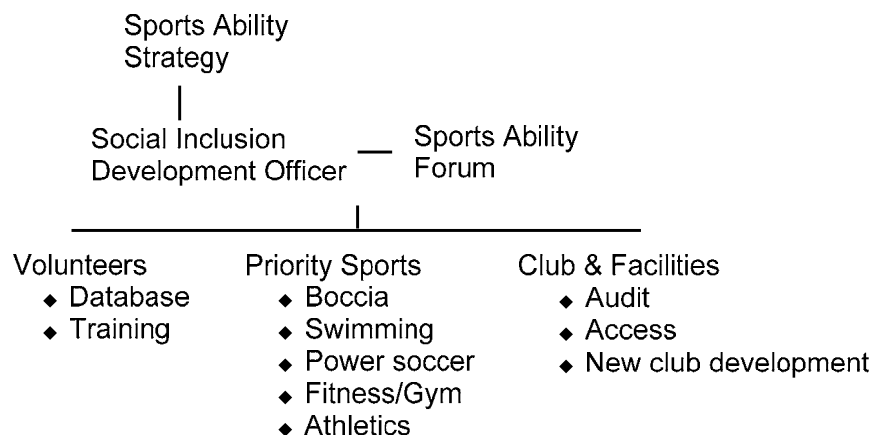 Sports Ability
Strategy
Social Inclusion
Development Officer
Sports Ability
Forum
Volunteers
◆ Database
◆ Training
Priority Sports
◆ Boccia
◆ Swimming
◆ Power soccer
◆ Fitness/Gym
◆ Athletics
Club & Facilities
◆ Audit
◆ Access
◆ New club development